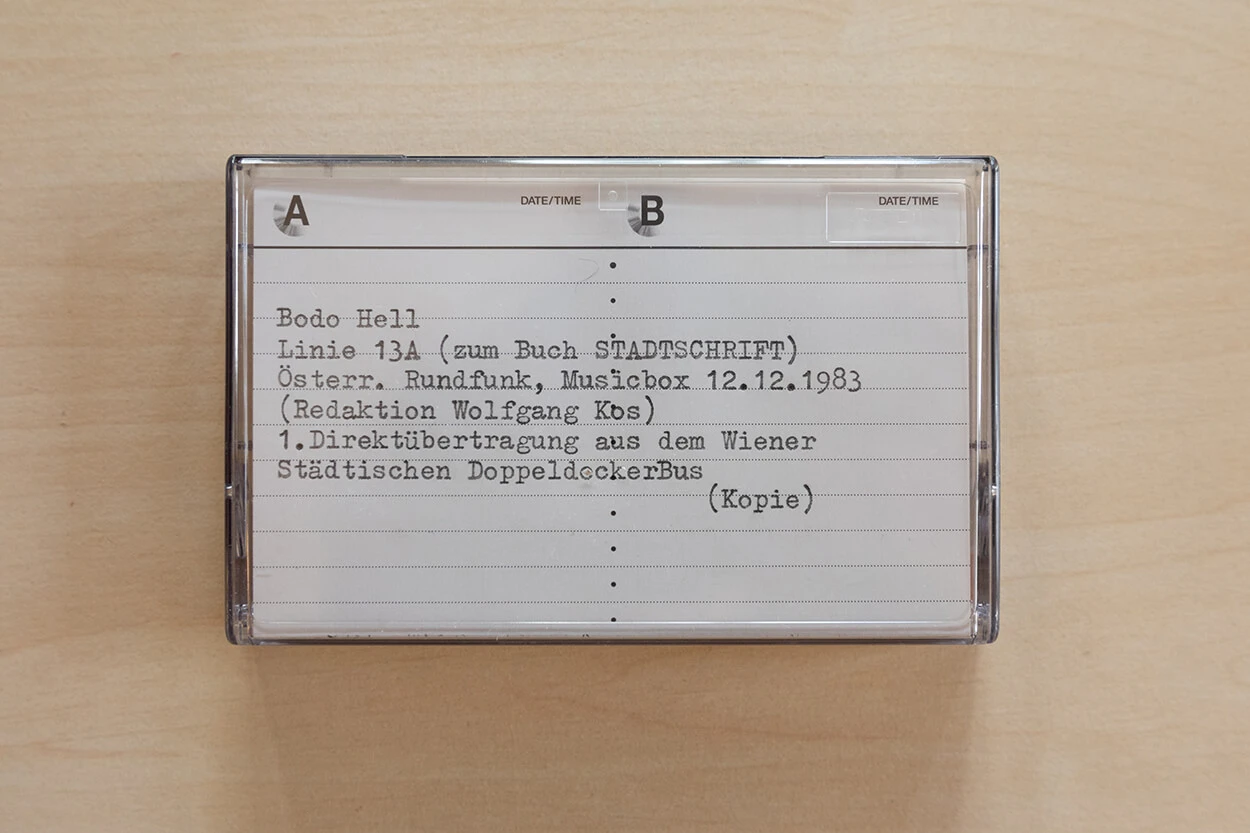 A DATE/TIME B DATE/TIME
Bodo Hell
Linie 13A (zum Buch STADTSCHRIFT)
Österr. Rundfunk, Musicbox 12.12.1983
(Redaktion Wolfgang Kos)
1.Direktübertragung aus dem Wiener
Städtischen DoppeldeckerBus
(Kopie)